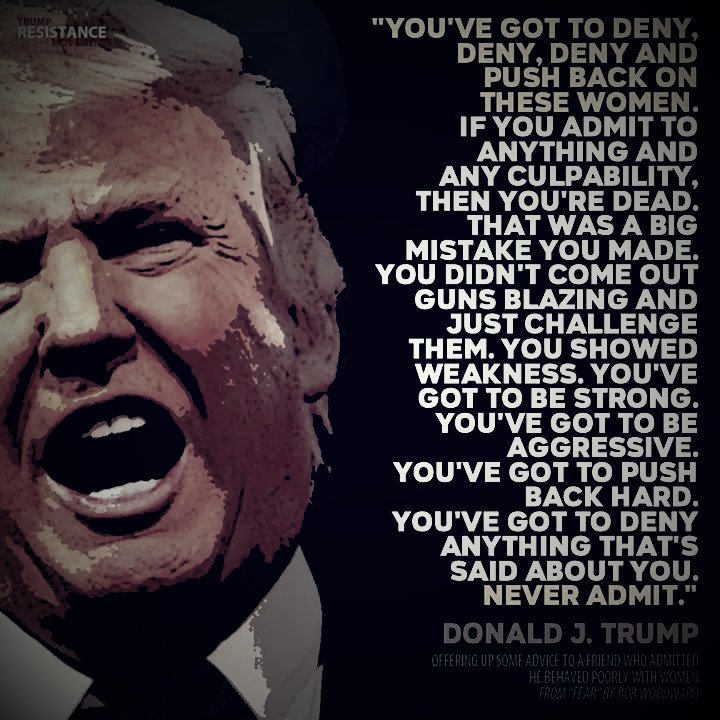 TRUMP
RESISTANCE
MOVEMENT
"YOU'VE GOT TO DENY,
DENY, DENY AND
PUSH BACK ON
THESE WOMEN.
IF YOU ADMIT TO
ANYTHING AND
ANY CULPABILITY,
THEN YOU'RE DEAD.
THAT WAS A BIG
MISTAKE YOU MADE.
YOU DIDN'T COME OUT
GUNS BLAZING AND
JUST CHALLENGE
THEM. YOU SHOWED
WEAKNESS. YOU'VE
GOT TO BE STRONG.
YOU'VE GOT TO BE
AGGRESSIVE.
YOU'VE GOT TO PUSH
BACK HARD.
YOU'VE GOT TO DENY
ANYTHING THAT'S
SAID ABOUT YOU.
NEVER ADMIT."
DONALD J. TRUMP
OFFERING UP SOME ADVICE TO A FRIEND WHO ADMITTED
HE BEHAVED POORLY WITH WOMEN
FROM "FEAR" BY BOB WOODWARD